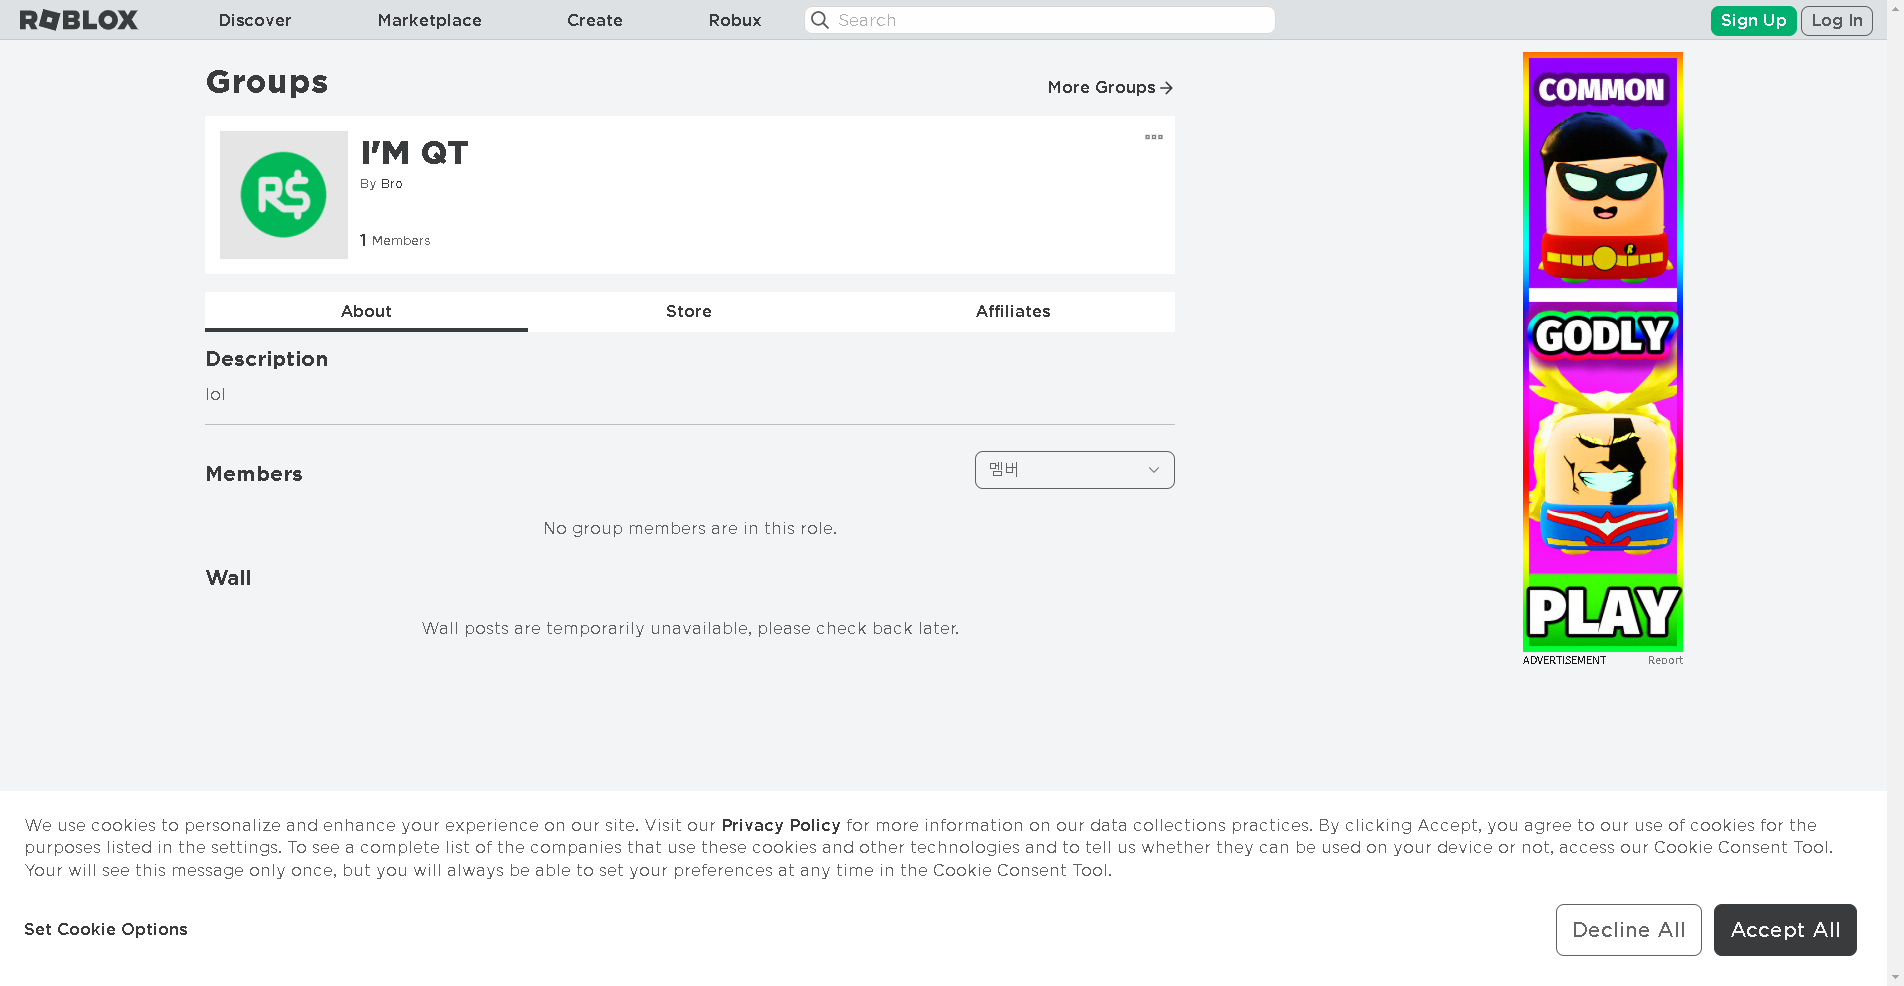 ROBLOX
Discover
Marketplace
Create
Robux
Search
Sign Up
Log In
Groups
More Groups
R$
I'M QT
By Bro
1 Members
About
Store
Affiliates
Description
lol
Members
멤버
No group members are in this role.
Wall
Wall posts are temporarily unavailable, please check back later.
COMMON
R
GODLY
PLAY
ADVERTISEMENT
Report
We use cookies to personalize and enhance your experience on our site. Visit our Privacy Policy for more information on our data collections practices. By clicking Accept, you agree to our use of cookies for the
purposes listed in the settings. To see a complete list of the companies that use these cookies and other technologies and to tell us whether they can be used on your device or not, access our Cookie Consent Tool.
Your will see this message only once, but you will always be able to set your preferences at any time in the Cookie Consent Tool.
Set Cookie Options
Decline All
Accept All